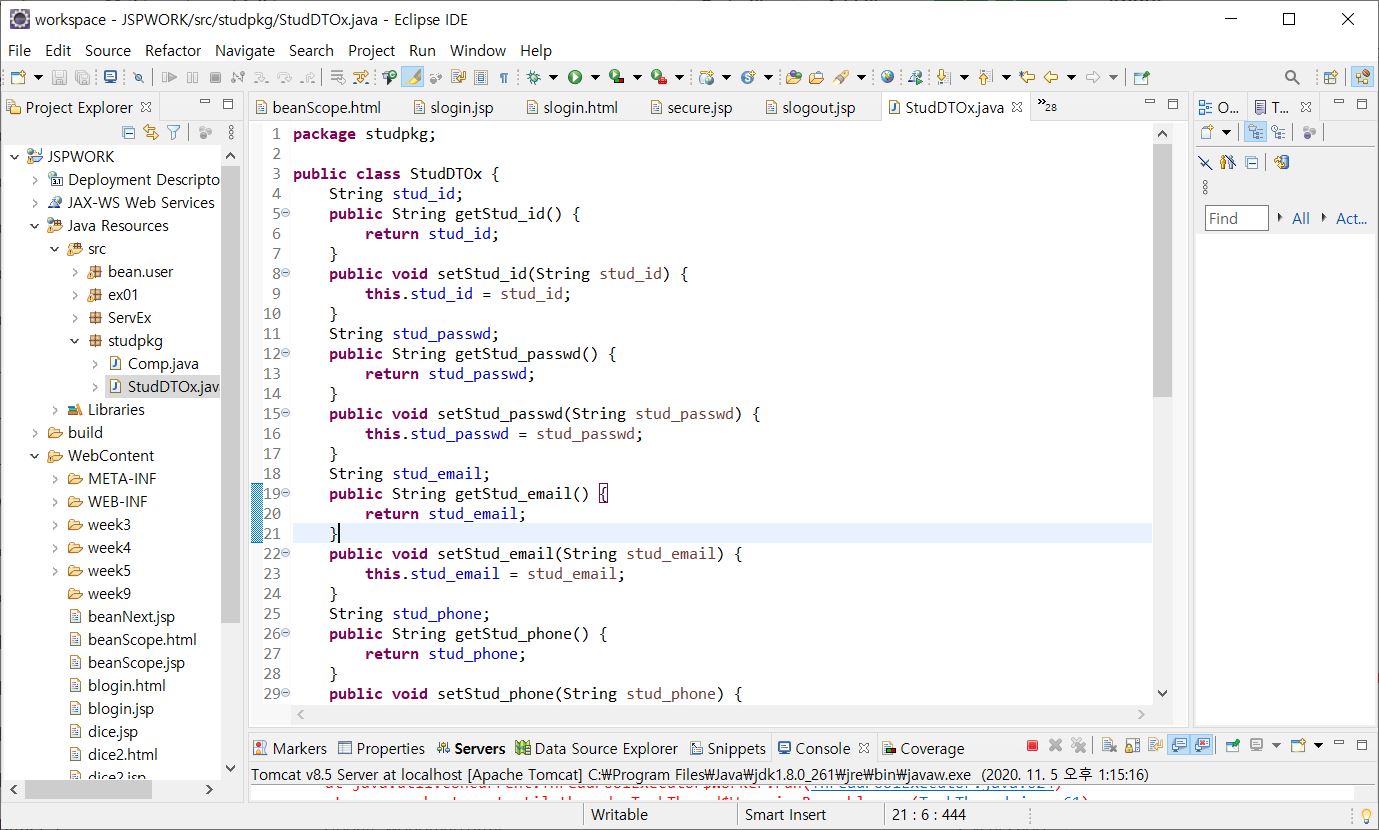 workspace - JSPWORK/src/studpkg/StudDTOx.java - Eclipse IDE
File Edit Source Refactor Navigate Search Project Run Window Help
Project Explorer
JSPWORK
Deployment Descripto
JAX-WS Web Services
Java Resources
src
bean.user
ex01
ServEx
studpkg
Comp.java
StudDTOx.jav
Libraries
build
WebContent
META-INF
WEB-INF
week3
week4
week5
week9
beanNext.jsp
beanScope.html
beanScope.jsp
blogin.html
blogin.jsp
dice.jsp
dice2.html
dice2.jsp
beanScope.html slogin.jsp slogin.html secure.jsp slogout.jsp StudDTOx.java »28
1 package studpkg;
2
3 public class StudDTOx {
4 String stud_id;
5 public String getStud_id() {
6 return stud_id;
7 }
8 public void setStud_id(String stud_id) {
9 this.stud_id = stud_id;
10 }
11 String stud_passwd;
12 public String getStud_passwd() {
13 return stud_passwd;
14 }
15 public void setStud_passwd(String stud_passwd) {
16 this.stud_passwd = stud_passwd;
17 }
18 String stud_email;
19 public String getStud_email() {
20 return stud_email;
21 }
22 public void setStud_email(String stud_email) {
23 this.stud_email = stud_email;
24 }
25 String stud_phone;
26 public String getStud_phone() {
27 return stud_phone;
28 }
29 public void setStud_phone(String stud_phone) {
O... T...
Find All Act...
Markers Properties Servers Data Source Explorer Snippets Console Coverage
Tomcat v8.5 Server at localhost [Apache Tomcat] C:₩Program Files₩Java₩jdk1.8.0_261₩jre₩bin₩javaw.exe (2020. 11. 5 오후 1:15:16)
Writable Smart Insert 21 : 6 : 444